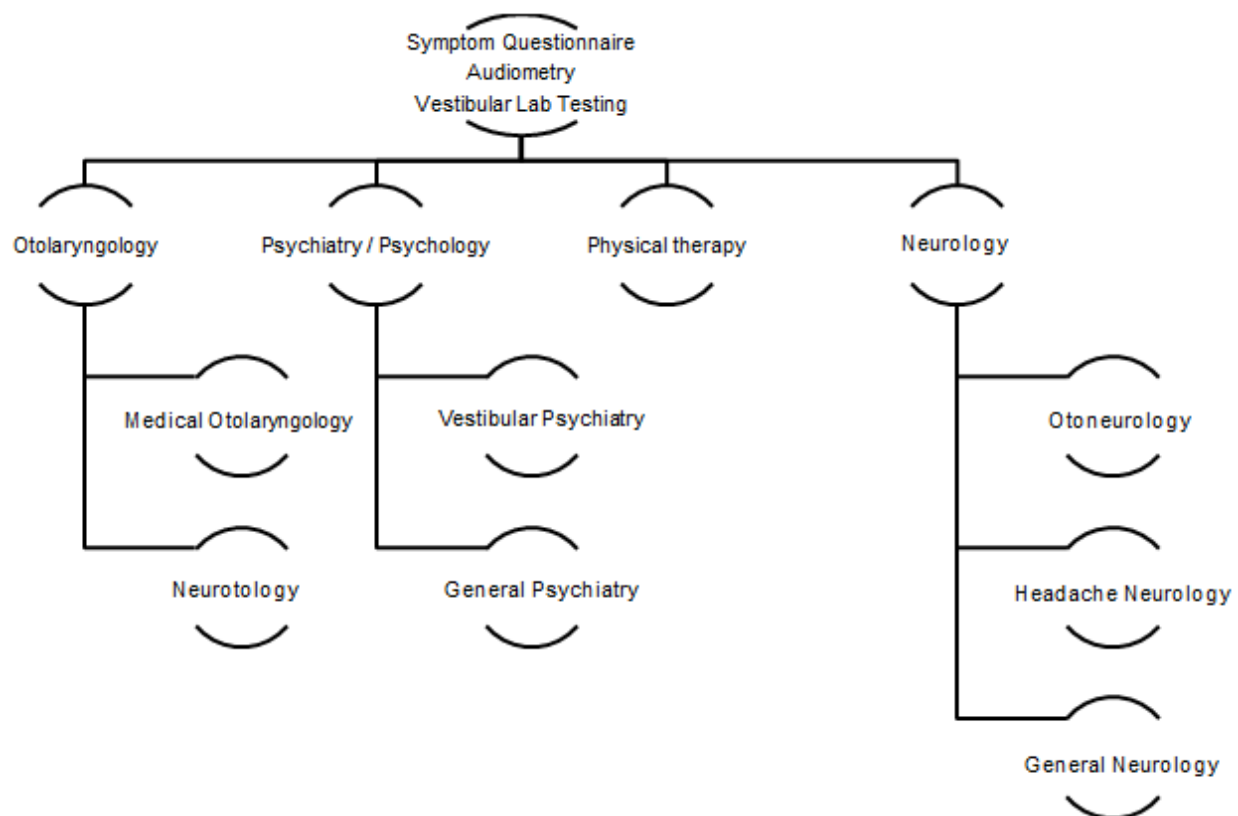 Symptom Questionnaire
Audiometry
Vestibular Lab Testing
Otolaryngology
Psychiatry / Psychology
Physical therapy
Neurology
Medical Otolaryngology
Vestibular Psychiatry
Otoneurology
Neurotology
General Psychiatry
Headache Neurology
General Neurology